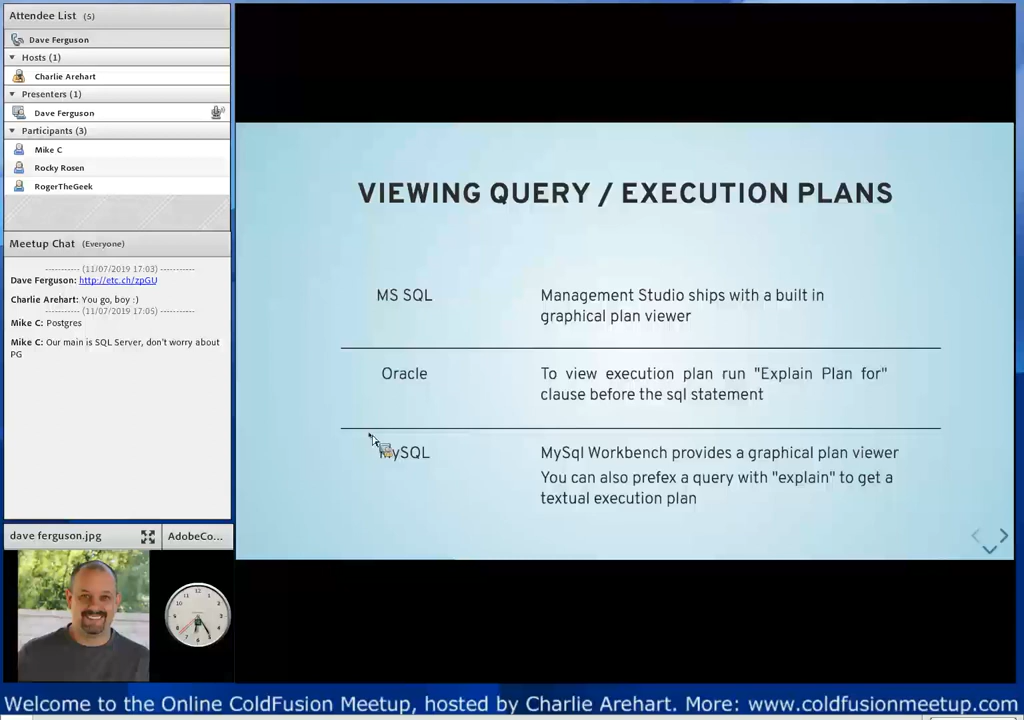 Attendee List (5)
Dave Ferguson
Hosts (1)
Charlie Arehart
Presenters (1)
Dave Ferguson
Participants (3)
Mike C
Rocky Rosen
RogerTheGeek
Meetup Chat (Everyone)
----------- (11/07/2019 17:03) -----------
Dave Ferguson: http://etc.ch/zpGU
Charlie Arehart: You go, boy :)
----------- (11/07/2019 17:05) -----------
Mike C: Postgres
Mike C: Our main is SQL Server, don't worry about
PG
dave ferguson.jpg
AdobeCo...
VIEWING QUERY / EXECUTION PLANS
MS SQL
Management Studio ships with a built in
graphical plan viewer
Oracle
To view execution plan run "Explain Plan for"
clause before the sql statement
MySQL
MySql Workbench provides a graphical plan viewer
You can also prefex a query with "explain" to get a
textual execution plan
Welcome to the Online ColdFusion Meetup, hosted by Charlie Arehart. More: www.coldfusionmeetup.com